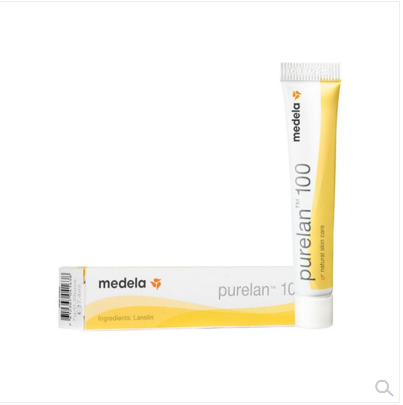 medela
purelan™ 100
natural skin care
medela
purelan™ 10
Ingredients: Lanolin